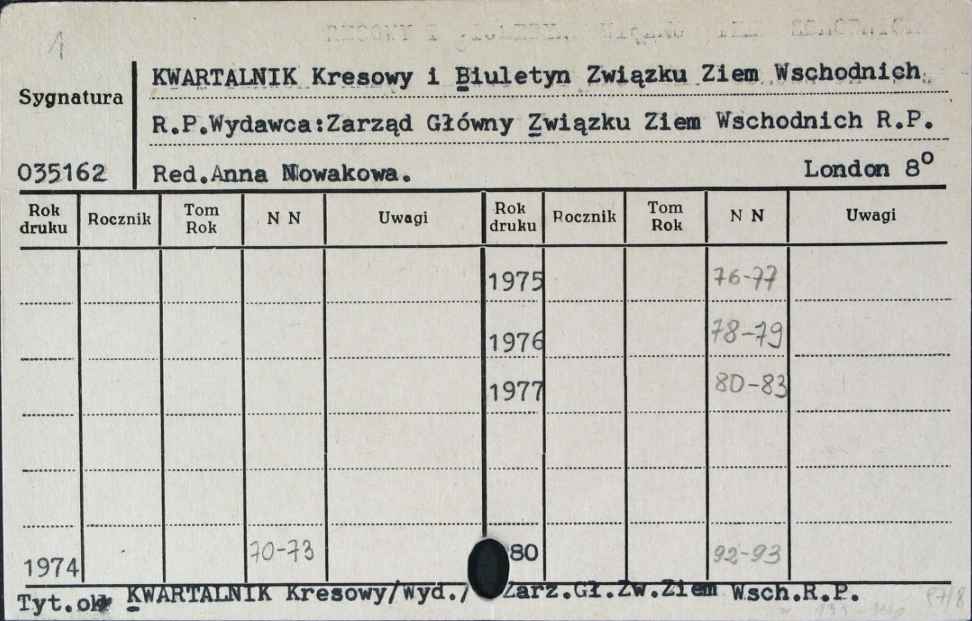 1
KWARTALNIK Kresowy i Biuletyn Związku Ziem Wschodnich
Sygnatura
R.P.Wydawca:Zarząd Główny Związku Ziem Wschodnich R.P.
035162 Red.Anna Nowakowa. London 8°
Rok druku Rocznik Tom Rok N N Uwagi Rok druku Rocznik Tom Rok N N Uwagi
1975 76-77
1976 78-79
1977 80-83
1974 70-73 80 92-93
Tyt.ok KWARTALNIK Kresowy/Wyd./ Zarz.Gł.Zw.Ziem Wsch.R.P.